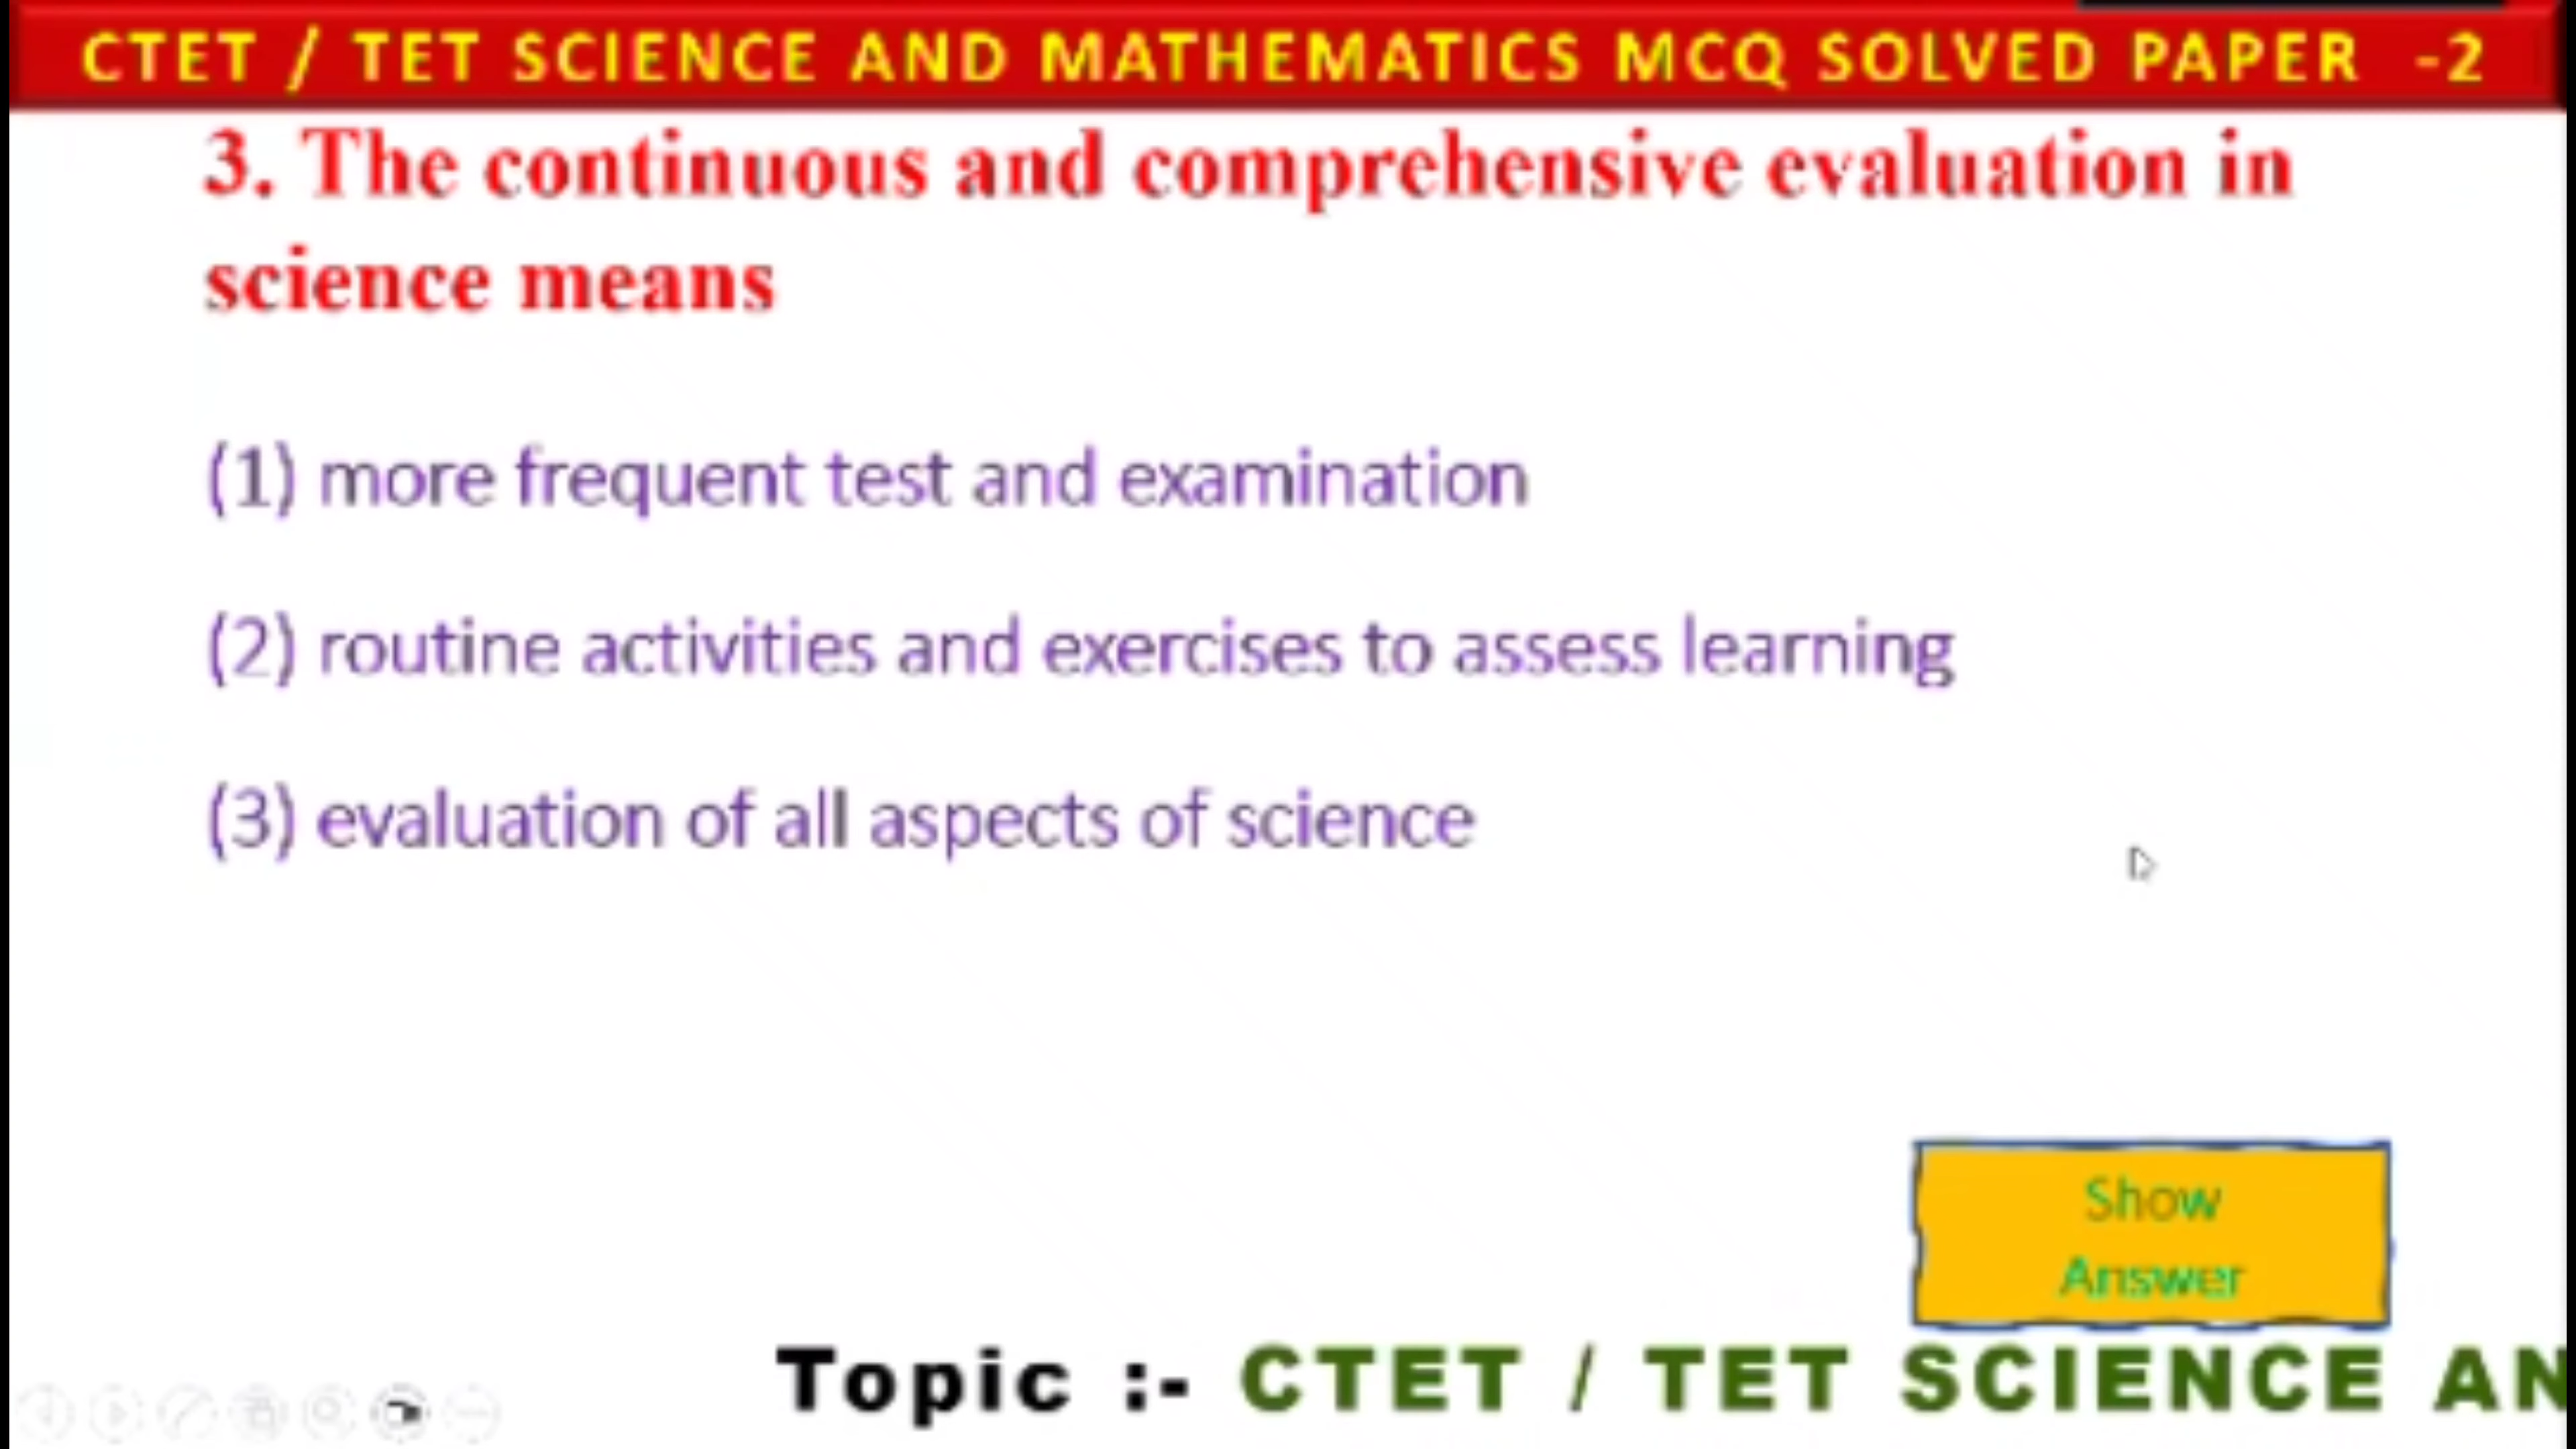 CTET / TET SCIENCE AND MATHEMATICS MCQ SOLVED PAPER -2
3. The continuous and comprehensive evaluation in
science means
(1) more frequent test and examination
(2) routine activities and exercises to assess learning
(3) evaluation of all aspects of science
Show
Answer
Topic :- CTET / TET SCIENCE AN